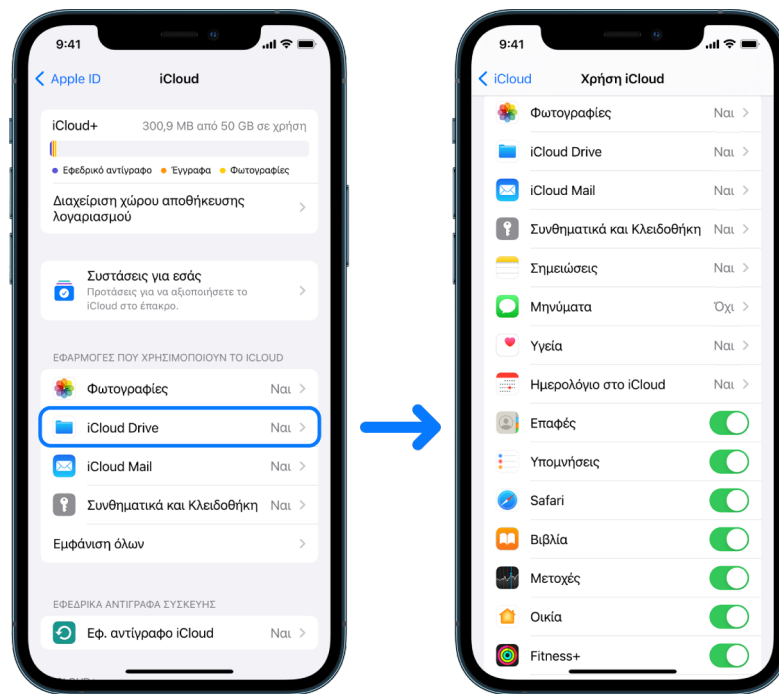 9:41
Apple ID
iCloud
iCloud+
300,9 MB από 50 GB σε χρήση
Εφεδρικό αντίγραφο
Έγγραφα
Φωτογραφίες
Διαχείριση χώρου αποθήκευσης
λογαριασμού
Συστάσεις για εσάς
Προτάσεις για να αξιοποιήσετε το
iCloud στο έπακρο.
ΕΦΑΡΜΟΓΕΣ ΠΟΥ ΧΡΗΣΙΜΟΠΟΙΟΥΝ ΤΟ ICLOUD
Φωτογραφίες Ναι
iCloud Drive Ναι
iCloud Mail Ναι
Συνθηματικά και Κλειδοθήκη Ναι
Εμφάνιση όλων
ΕΦΕΔΡΙΚΑ ΑΝΤΙΓΡΑΦΑ ΣΥΣΚΕΥΗΣ
Εφ. αντίγραφο iCloud Ναι
9:41
iCloud
Χρήση iCloud
Φωτογραφίες Ναι
iCloud Drive Ναι
iCloud Mail Ναι
Συνθηματικά και Κλειδοθήκη Ναι
Σημειώσεις Ναι
Μηνύματα Όχι
Υγεία Ναι
Ημερολόγιο στο iCloud Ναι
Επαφές
Υπομνήσεις
Safari
Βιβλία
Μετοχές
Οικία
Fitness+